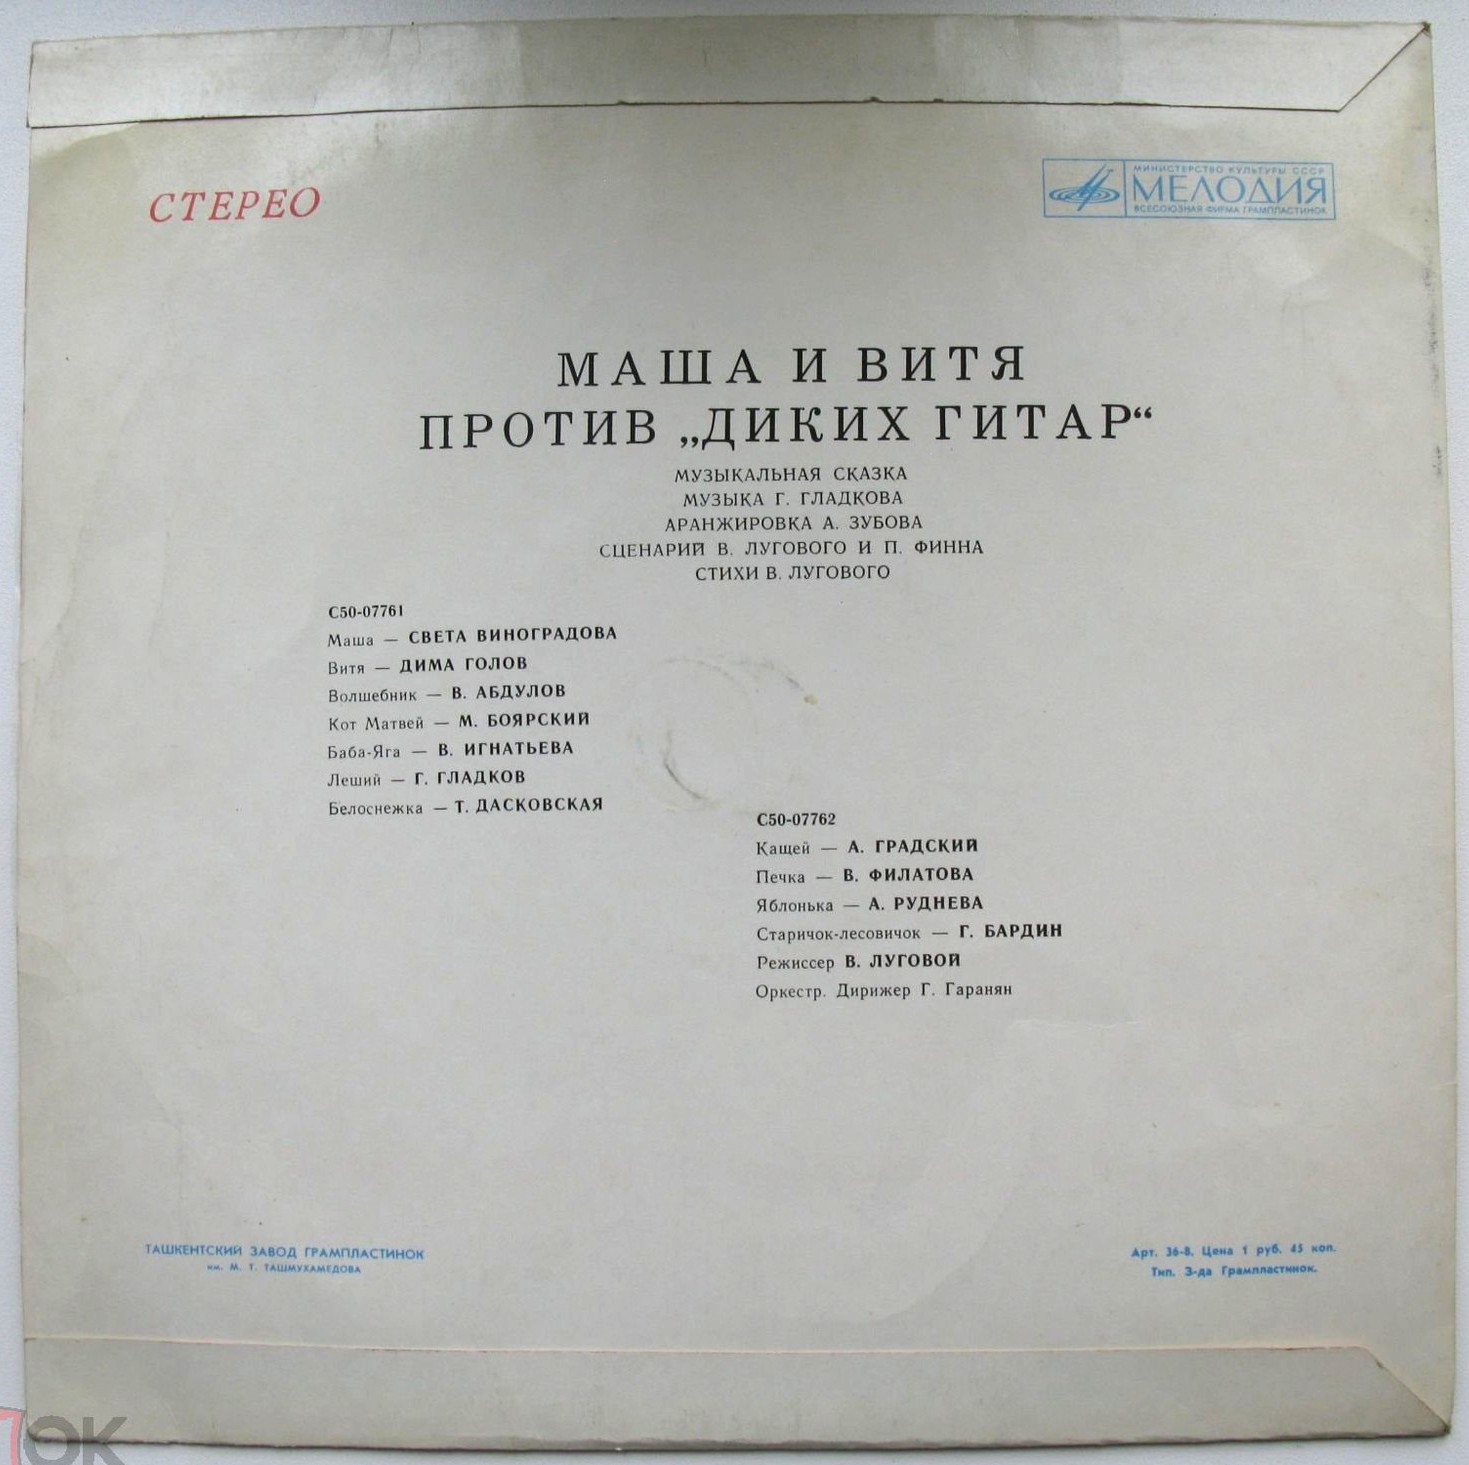 СТЕРЕО
МИНИСТЕРСТВО КУЛЬТУРЫ СССР
МЕЛОДИЯ
ВСЕСОЮЗНАЯ ФИРМА ГРАМПЛАСТИНОК
МАША И ВИТЯ
ПРОТИВ „ДИКИХ ГИТАР“
МУЗЫКАЛЬНАЯ СКАЗКА
МУЗЫКА Г. ГЛАДКОВА
АРАНЖИРОВКА А. ЗУБОВА
СЦЕНАРИЙ В. ЛУГОВОГО И П. ФИННА
СТИХИ В. ЛУГОВОГО
С50-07761
Маша — СВЕТА ВИНОГРАДОВА
Витя — ДИМА ГОЛОВ
Волшебник — В. АБДУЛОВ
Кот Матвей — М. БОЯРСКИЙ
Баба-Яга — В. ИГНАТЬЕВА
Леший — Г. ГЛАДКОВ
Белоснежка — Т. ДАСКОВСКАЯ
С50-07762
Кащей — А. ГРАДСКИЙ
Печка — В. ФИЛАТОВА
Яблонька — А. РУДНЕВА
Старичок-лесовичок — Г. БАРДИН
Режиссер В. ЛУГОВОЙ
Оркестр. Дирижер Г. Гаранян
ТАШКЕНТСКИЙ ЗАВОД ГРАМПЛАСТИНОК
им. М. Т. ТАШМУХАМЕДОВА
Арт. 36-8. Цена 1 руб. 45 коп.
Тип. З-да Грампластинок.
1OK